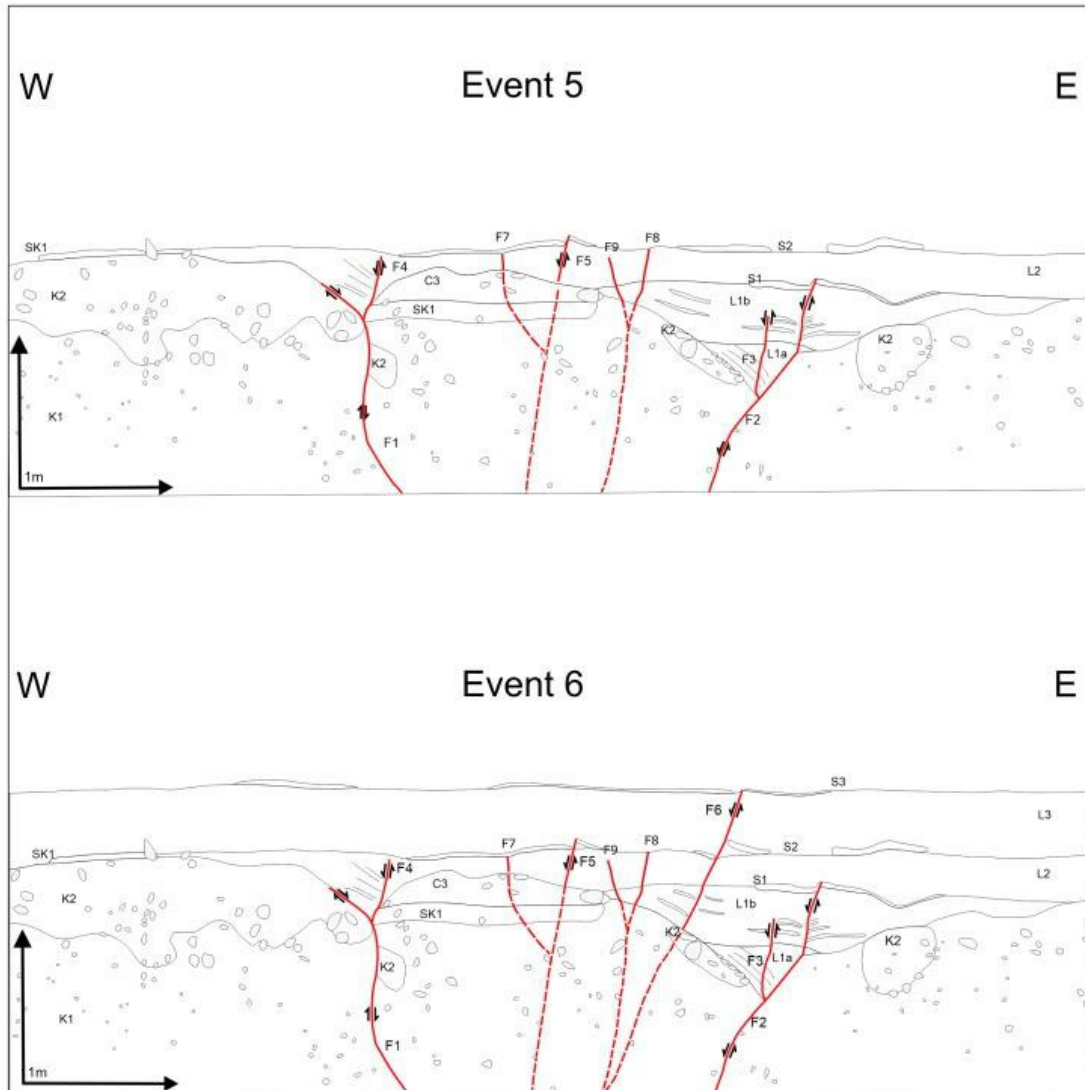 W Event 5 E
SK1 F7 F9 F8 S2
F4 F5 L2
K2 C3 S1
SK1 L1b
K2 K2
K2 F3 L1a
K1 F2
F1
1m
W Event 6 E
S3
F6 L3
SK1 F7 F9 F8 S2
F4 F5 L2
K2 C3 S1
SK1 L1b
K2 K2
K2 F3 L1a
K1 F2
F1
1m